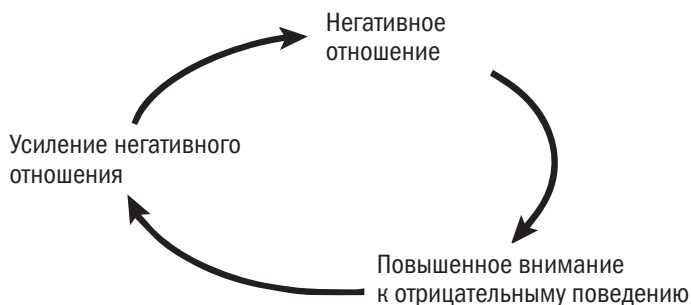 Негативное
отношение
Усиление негативного
отношения
Повышенное внимание
к отрицательному поведению